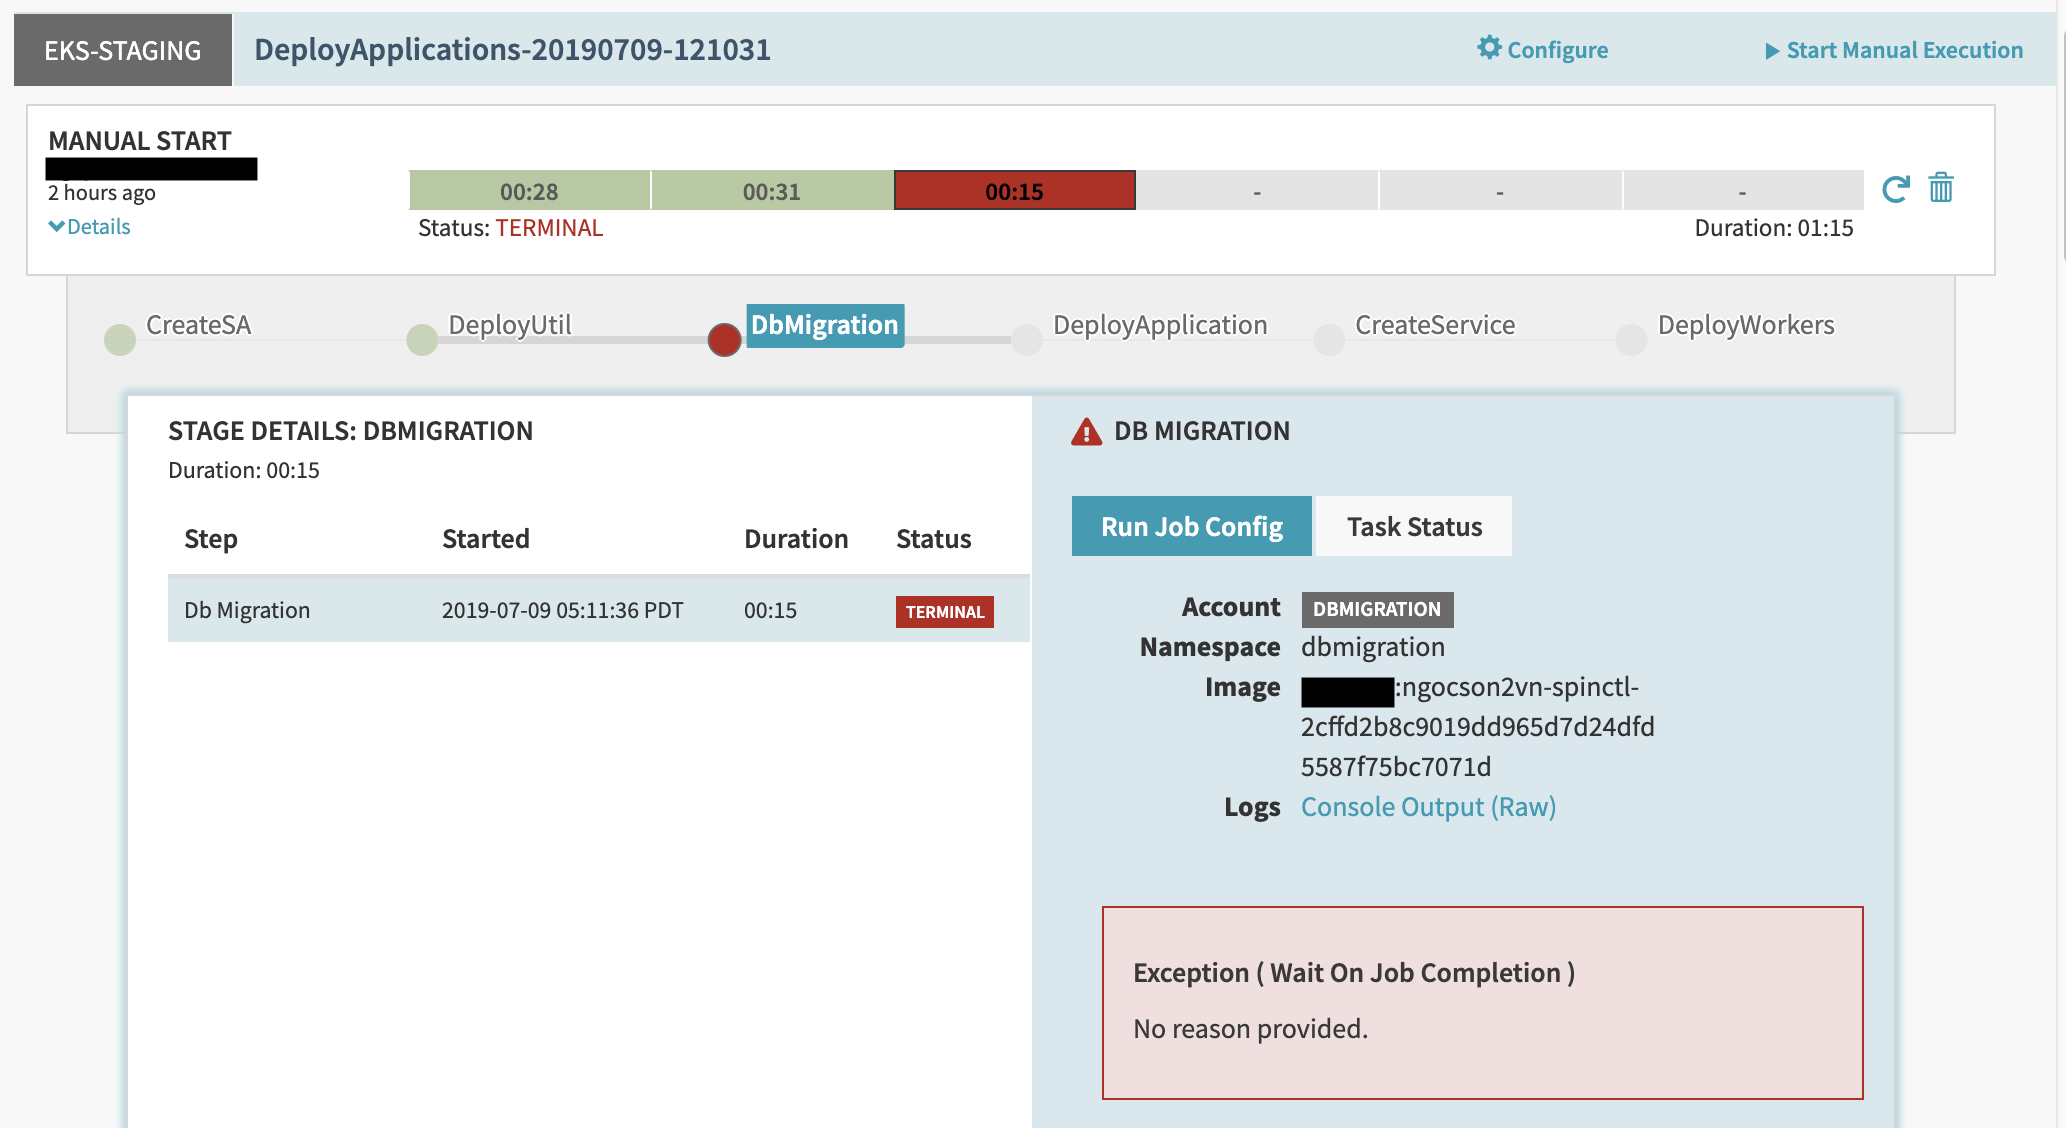 EKS-STAGING
DeployApplications-20190709-121031
Configure
Start Manual Execution
MANUAL START
2 hours ago
Details
00:28
00:31
00:15
-
-
-
Status: TERMINAL
Duration: 01:15
CreateSA
DeployUtil
DbMigration
DeployApplication
CreateService
DeployWorkers
STAGE DETAILS: DBMIGRATION
Duration: 00:15
Step Started Duration Status
Db Migration 2019-07-09 05:11:36 PDT 00:15 TERMINAL
DB MIGRATION
Run Job Config
Task Status
Account DBMIGRATION
Namespace dbmigration
Image :ngocson2vn-spinctl-
2cffd2b8c9019dd965d7d24dfd
5587f75bc7071d
Logs Console Output (Raw)
Exception ( Wait On Job Completion )
No reason provided.